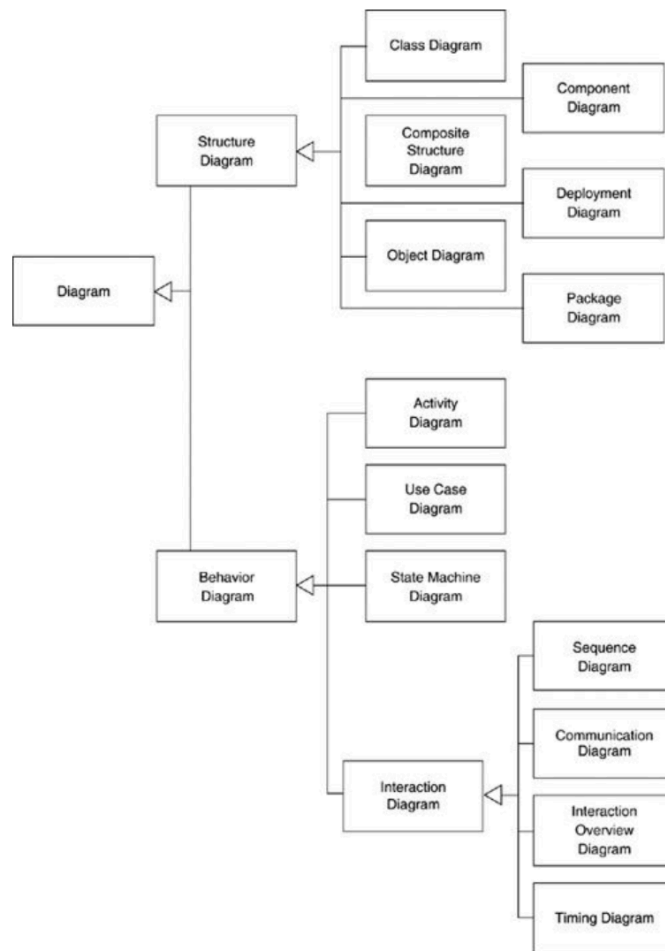 Class Diagram
Component
Diagram
Structure
Diagram
Composite
Structure
Diagram
Deployment
Diagram
Object Diagram
Diagram
Package
Diagram
Activity
Diagram
Use Case
Diagram
Behavior
Diagram
State Machine
Diagram
Sequence
Diagram
Communication
Diagram
Interaction
Diagram
Interaction
Overview
Diagram
Timing Diagram